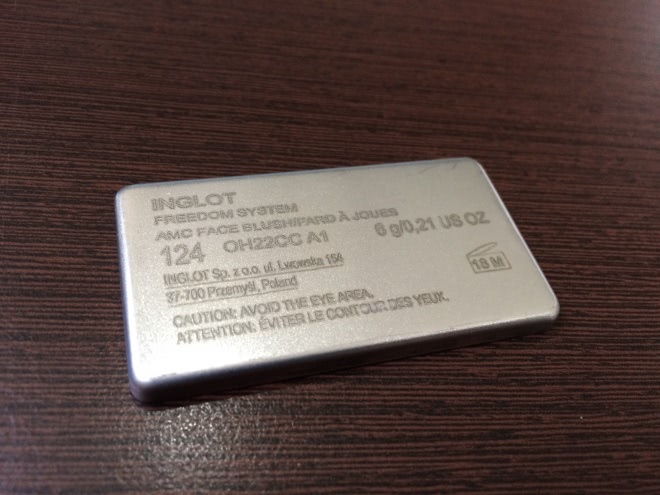 INGLOT
FREEDOM SYSTEM
AMC FACE BLUSH/FARD À JOUES
124 OH22CC A1 6 g/0,21 US OZ
INGLOT Sp. z o.o. ul. Lwowska 154
37-700 Przemyśl, Poland
18 M
CAUTION: AVOID THE EYE AREA.
ATTENTION: ÉVITER LE CONTOUR DES YEUX.